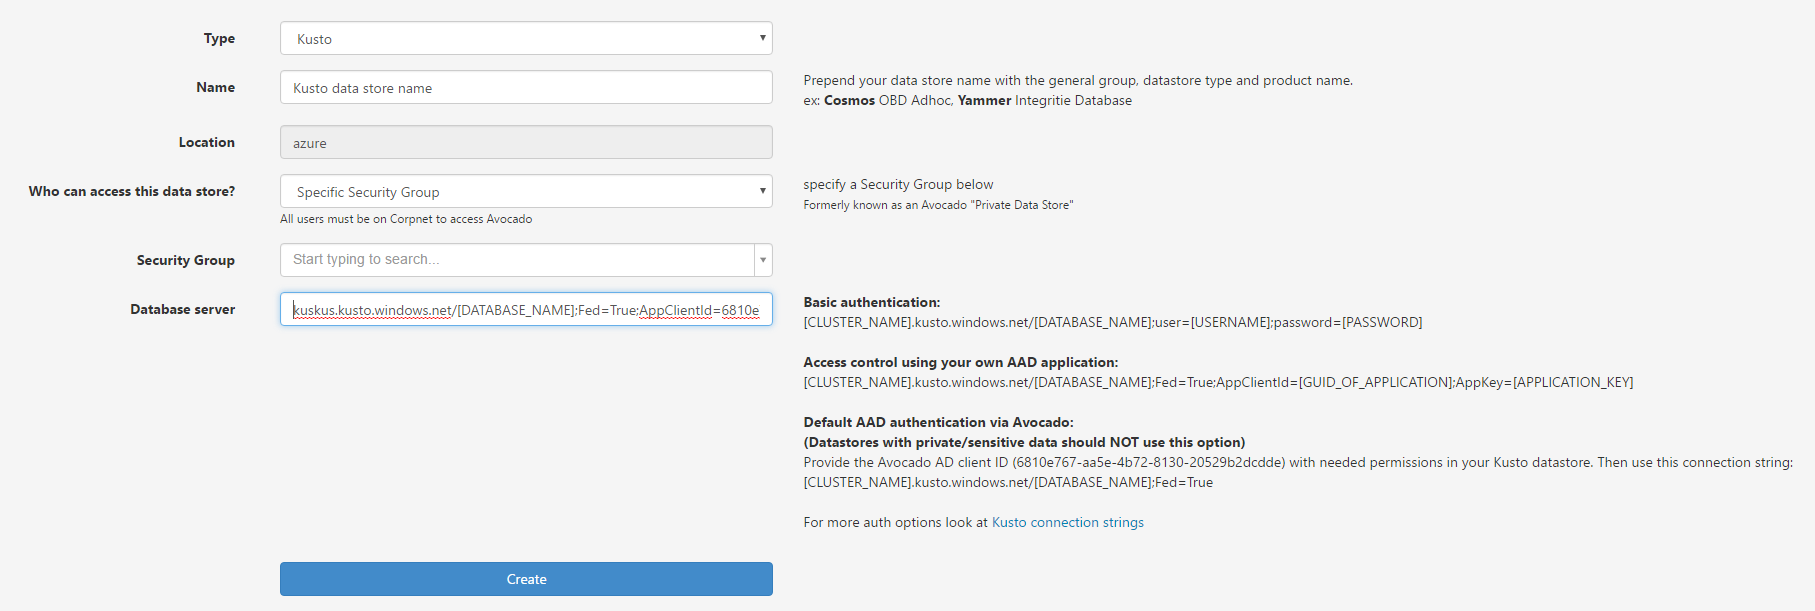 Type
Kusto
Name
Kusto data store name
Prepend your data store name with the general group, datastore type and product name.
ex: Cosmos OBD Adhoc, Yammer Integritie Database
Location
azure
Who can access this data store?
Specific Security Group
specify a Security Group below
Formerly known as an Avocado "Private Data Store"
All users must be on Corpnet to access Avocado
Security Group
Start typing to search...
Database server
kuskus.kusto.windows.net/[DATABASE_NAME];Fed=True;AppClientId=6810e
Basic authentication:
[CLUSTER_NAME].kusto.windows.net/[DATABASE_NAME];user=[USERNAME];password=[PASSWORD]
Access control using your own AAD application:
[CLUSTER_NAME].kusto.windows.net/[DATABASE_NAME];Fed=True;AppClientId=[GUID_OF_APPLICATION];AppKey=[APPLICATION_KEY]
Default AAD authentication via Avocado:
(Datastores with private/sensitive data should NOT use this option)
Provide the Avocado AD client ID (6810e767-aa5e-4b72-8130-20529b2dcdde) with needed permissions in your Kusto datastore. Then use this connection string:
[CLUSTER_NAME].kusto.windows.net/[DATABASE_NAME];Fed=True
For more auth options look at Kusto connection strings
Create